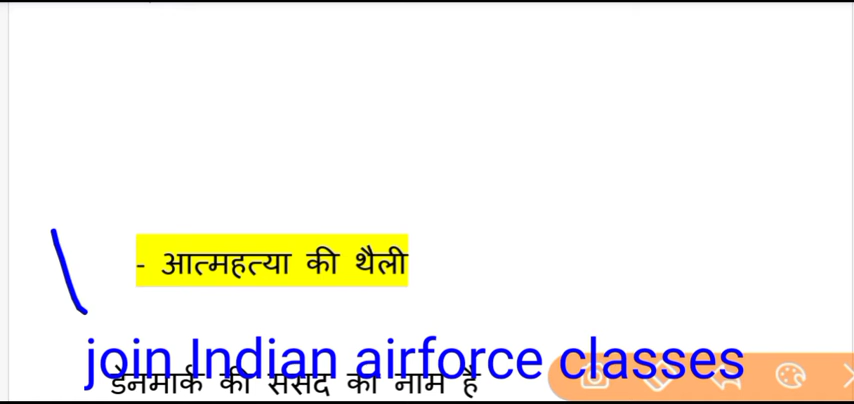 - आत्महत्या की थैली
join Indian airforce classes
डेनमार्क की संसद का नाम है